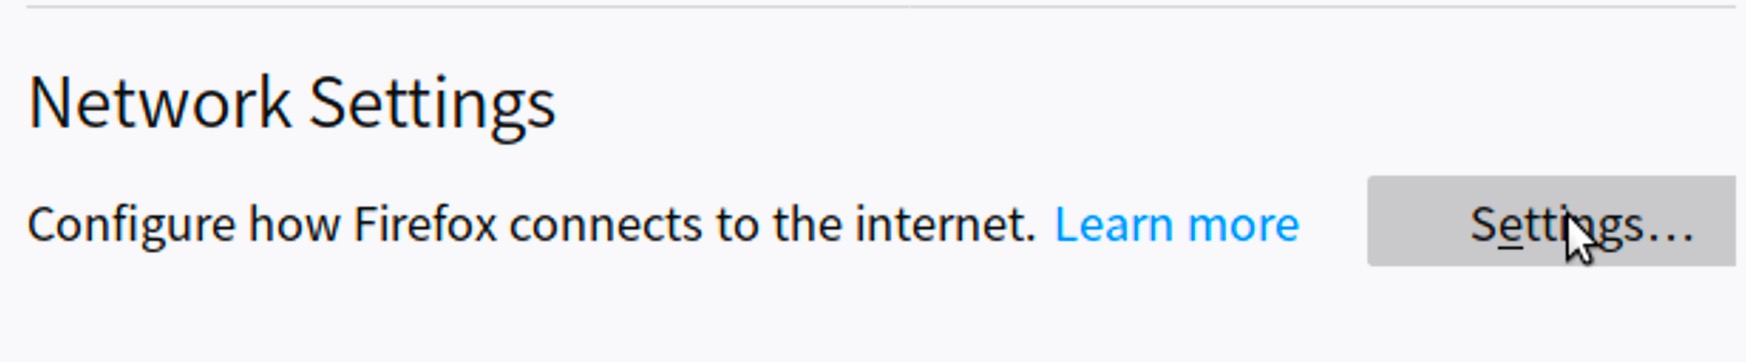 Network Settings
Configure how Firefox connects to the internet. Learn more Settings…